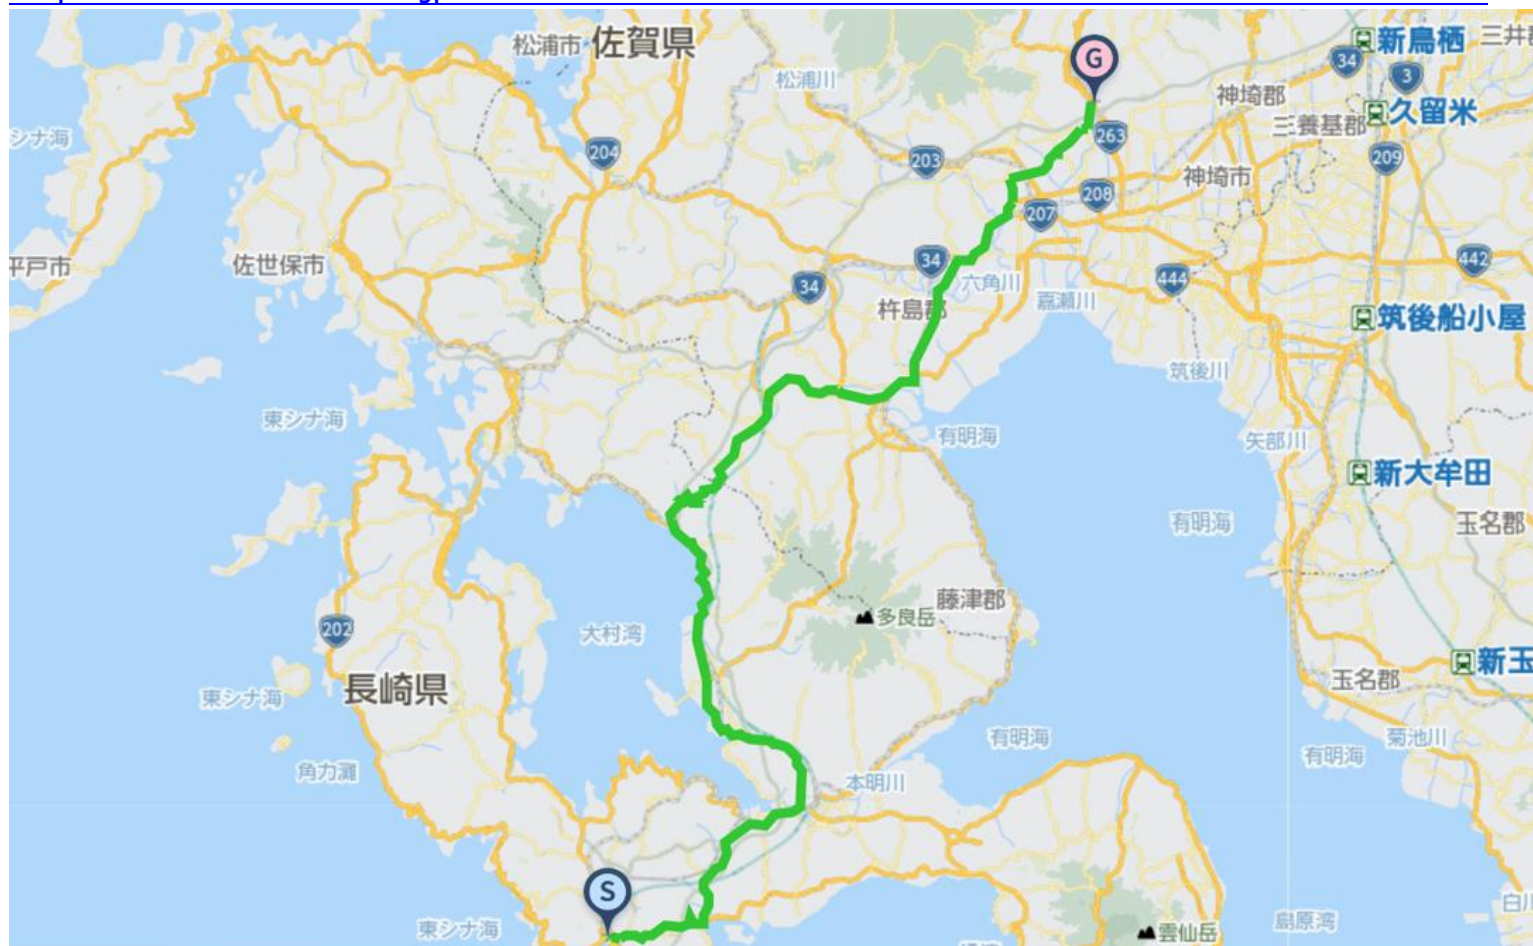 松浦市
佐賀県
新鳥栖
松浦川
G
34
3
神埼郡
久留米
三養基郡
シナ海
204
203
263
209
神埼市
208
207
平戸市
佐世保市
34
34
六角川
444
442
杵島郡
嘉瀬川
筑後船小屋
筑後川
東シナ海
有明海
矢部川
新大牟田
有明海
玉名郡
藤津郡
多良岳
202
大村湾
新玉
長崎県
東シナ海
玉名郡
有明海
菊池川
有明海
角力灘
本明川
S
東シナ海
雲仙岳
島原湾
白川